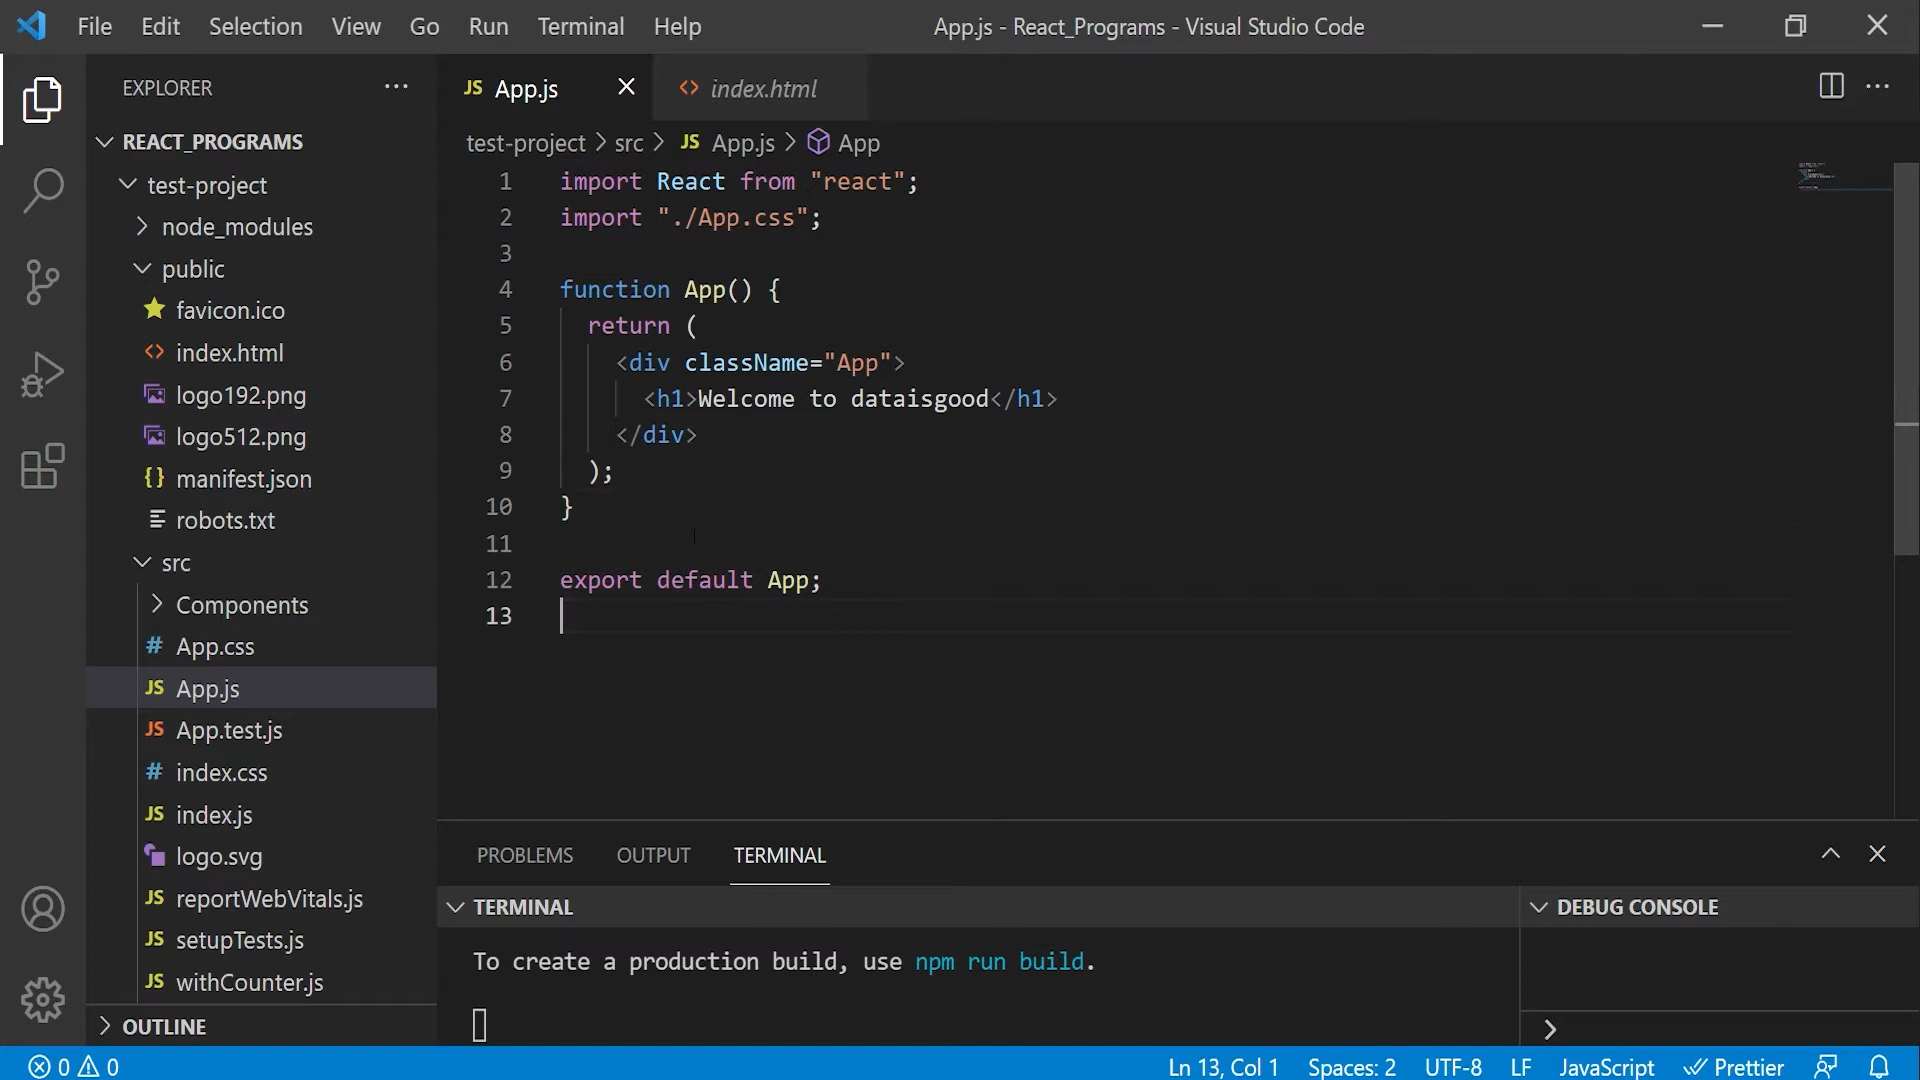 File Edit Selection View Go Run Terminal Help
App.js - React_Programs - Visual Studio Code
EXPLORER
REACT_PROGRAMS
test-project
node_modules
public
favicon.ico
<> index.html
logo192.png
logo512.png
{} manifest.json
robots.txt
src
Components
# App.css
JS App.js
JS App.test.js
# index.css
JS index.js
logo.svg
JS reportWebVitals.js
JS setupTests.js
JS withCounter.js
OUTLINE
JS App.js
<> index.html
test-project > src > JS App.js > App
1 import React from "react";
2 import "./App.css";
3
4 function App() {
5 return (
6 <div className="App">
7 <h1>Welcome to dataisgood</h1>
8 </div>
9 );
10 }
11
12 export default App;
13
PROBLEMS OUTPUT TERMINAL
TERMINAL
To create a production build, use npm run build.
DEBUG CONSOLE
0 0
Ln 13, Col 1 Spaces: 2 UTF-8 LF JavaScript Prettier